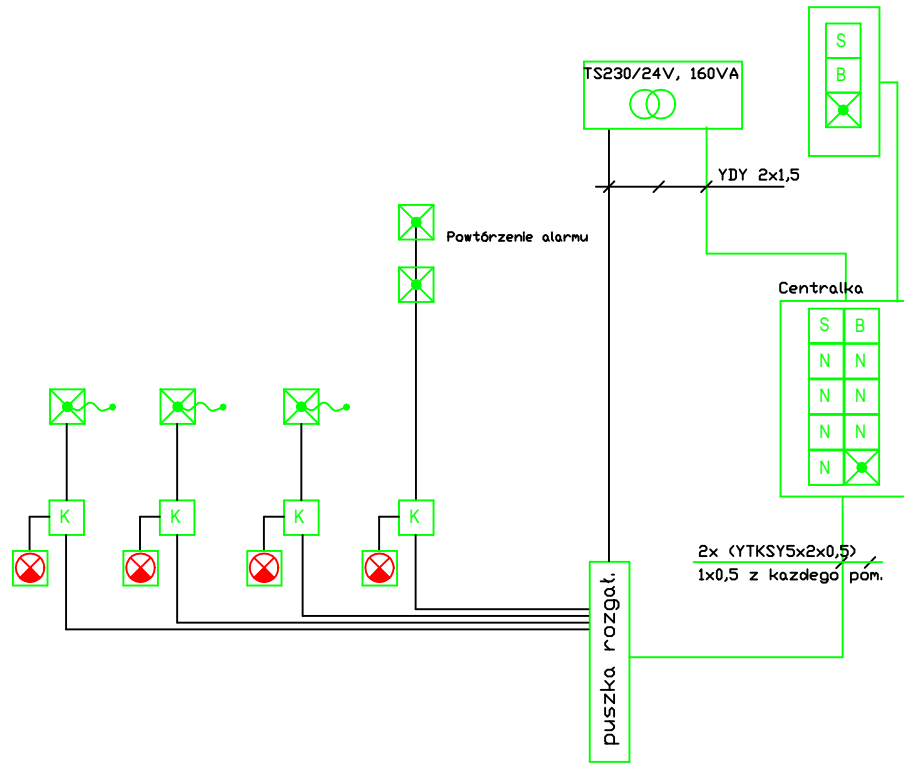 S
TS230/24V, 160VA
B
YDY 2x1,5
Powtórzenie alarmu
Centralka
S B
N N
N N
N N
N
K K K K
2x (YTKSY5x2x0,5)
1x0,5 z kazdego pom.
puszka rozgał.